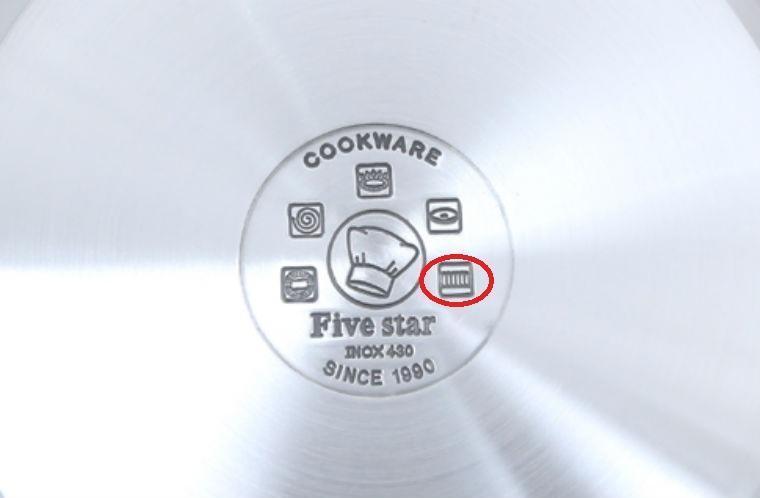 COOKWARE
Five star
INOX 430
SINCE 1990